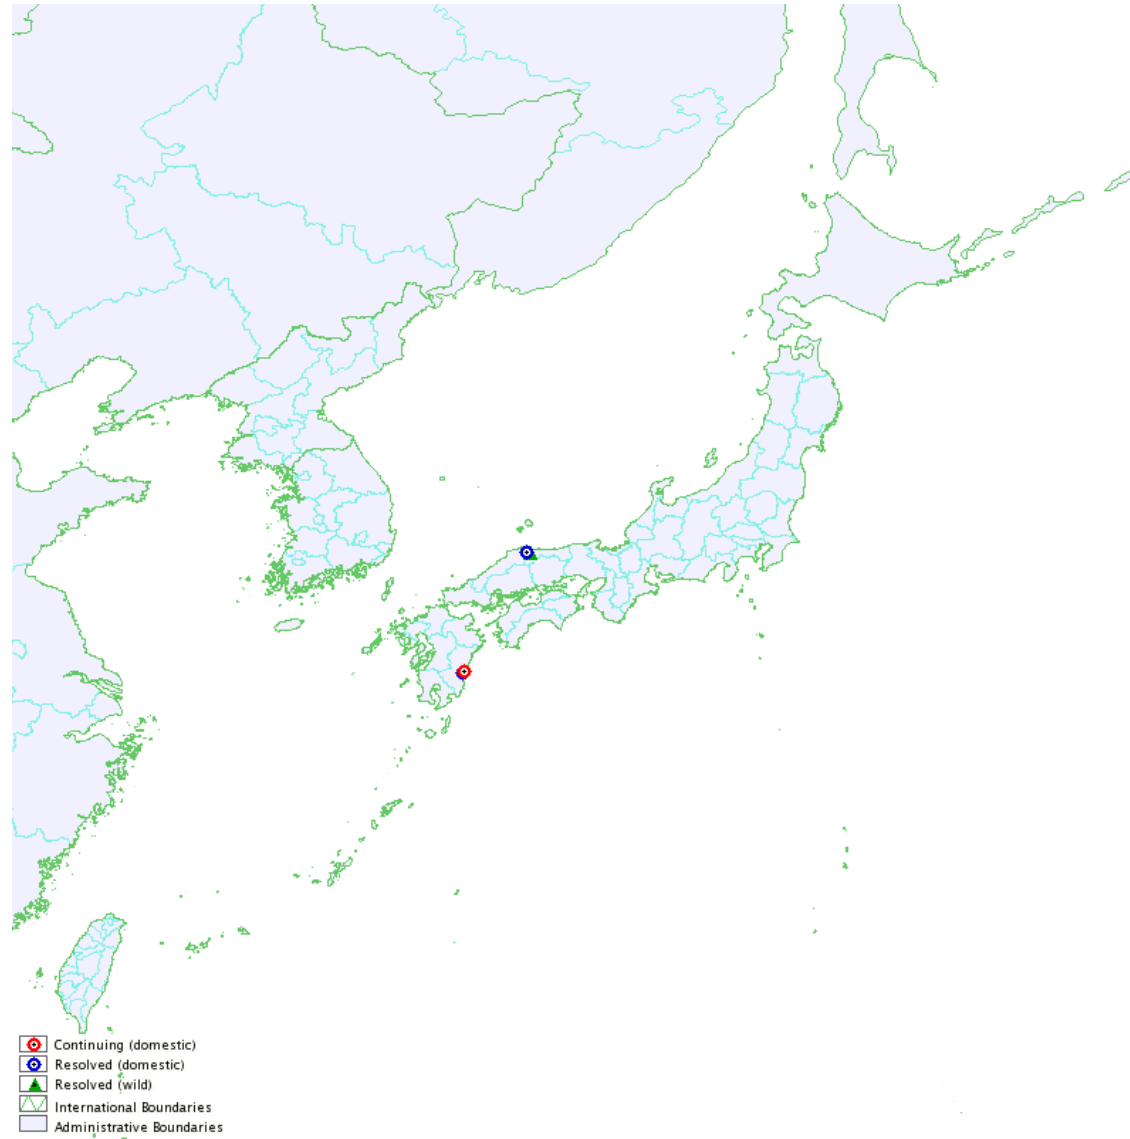 Continuing (domestic)
Resolved (domestic)
Resolved (wild)
International Boundaries
Administrative Boundaries